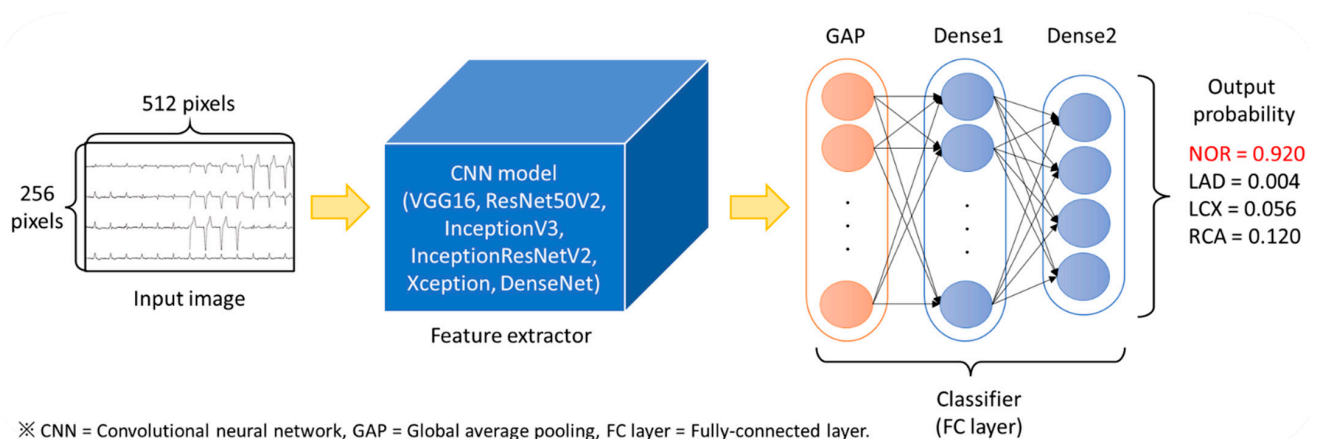 512 pixels
256
pixels
Input image
CNN model
(VGG16, ResNet50V2,
InceptionV3,
InceptionResNetV2,
Xception, DenseNet)
Feature extractor
GAP
Dense1
Dense2
Classifier
(FC layer)
Output
probability
NOR = 0.920
LAD = 0.004
LCX = 0.056
RCA = 0.120
※ CNN = Convolutional neural network, GAP = Global average pooling, FC layer = Fully-connected layer.